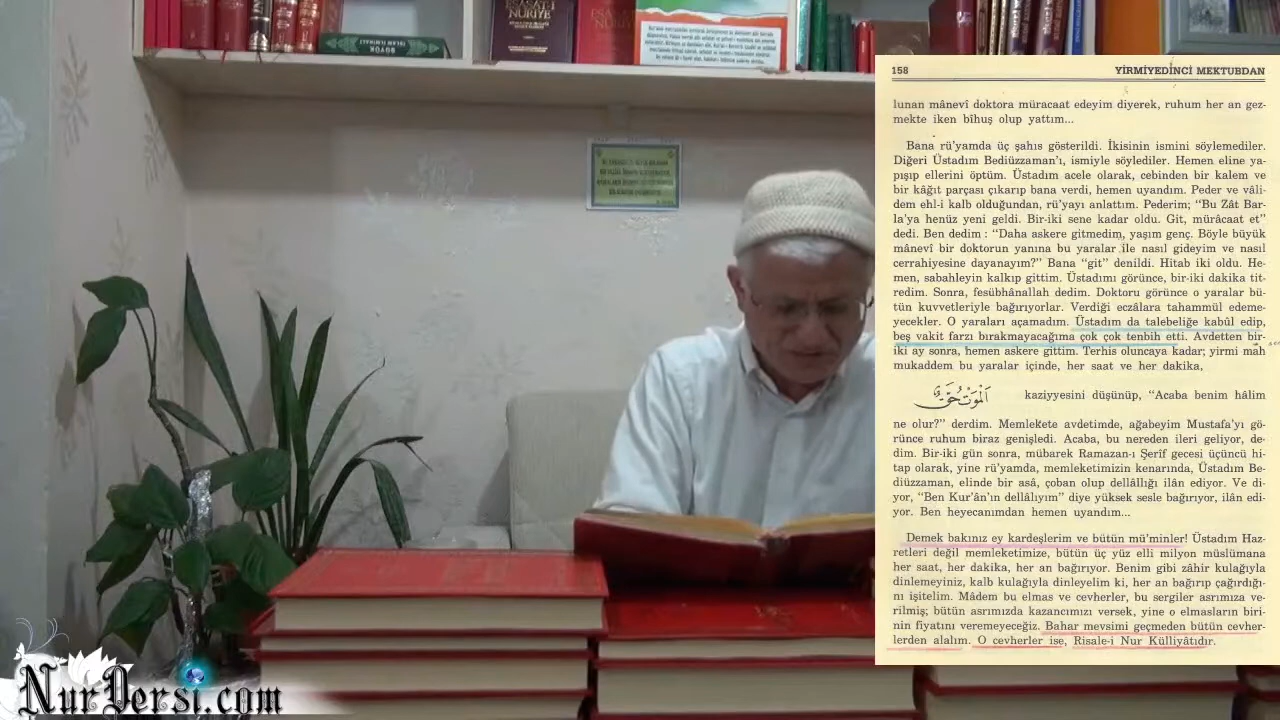 RİSALE-İ
NURİYE
158 YİRMİYEDİNCİ MEKTUBDAN
lunan mânevî doktora müracaat edeyim diyerek, ruhum her an gez-
mekte iken bîhuş olup yattım...
Bana rü'yamda üç şahıs gösterildi. İkisinin ismini söylemediler.
Diğeri Üstadım Bediüzzaman'ı, ismiyle söylediler. Hemen eline ya-
pışıp ellerini öptüm. Üstadım acele olarak, cebinden bir kalem ve
bir kâğıt parçası çıkarıp bana verdi, hemen uyandım. Peder ve vâli-
dem ehl-i kalb olduğundan, rü'yayı anlattım. Pederim; "Bu Zât Bar-
la'ya henüz yeni geldi. Bir-iki sene kadar oldu. Git, mürâcaat et"
dedi. Ben dedim : "Daha askere gitmedim, yaşım genç. Böyle büyük
mânevî bir doktorun yanına bu yaralar ile nasıl gideyim ve nasıl
cerrahiyesine dayanayım?" Bana "git" denildi. Hitab iki oldu. He-
men, sabahleyin kalkıp gittim. Üstadımı görünce, bir-iki dakika tit-
redim. Sonra, fesübhânallah dedim. Doktoru görünce o yaralar bü-
tün kuvvetleriyle bağırıyorlar. Verdiği eczâlara tahammül edeme-
yecekler. O yaraları açamadım. Üstadım da talebeliğe kabûl edip,
beş vakit farzı bırakmayacağıma çok çok tenbih etti. Avdetten bir-
iki ay sonra, hemen askere gittim. Terhis oluncaya kadar; yirmi mah
mukaddem bu yaralar içinde, her saat ve her dakika,
اَلْمَوْتُ حَقٌّ kaziyyesini düşünüp, "Acaba benim hâlim
ne olur?" derdim. Memlekete avdetimde, ağabeyim Mustafa'yı gö-
rünce ruhum biraz genişledi. Acaba, bu nereden ileri geliyor, de-
dim. Bir-iki gün sonra, mübarek Ramazan-ı Şerîf gecesi üçüncü hi-
tap olarak, yine rü'yamda, memleketimizin kenarında, Üstadım Be-
diüzzaman, elinde bir asâ, çoban olup dellâllığı ilân ediyor. Ve di-
yor, "Ben Kur'ân'ın dellâlıyım" diye yüksek sesle bağırıyor, ilân edi-
yor. Ben heyecanımdan hemen uyandım...
Demek bakınız ey kardeşlerim ve bütün mü'minler! Üstadım Haz-
retleri değil memleketimize, bütün üç yüz elli milyon müslümana
her saat, her dakika, her an bağırıyor. Benim gibi zâhir kulağıyla
dinlemeyiniz, kalb kulağıyla dinleyelim ki, her an bağırıp çağırdığı-
nı işitelim. Mâdem bu elmas ve cevherler, bu sergiler asrımıza ve-
rilmiş; bütün asrımızda kazancımızı versek, yine o elmasların biri-
nin fiyatını veremeyeceğiz. Bahar mevsimi geçmeden bütün cevher-
lerden alalım. O cevherler ise, Risale-i Nur Külliyâtıdır.
NurDersi.com